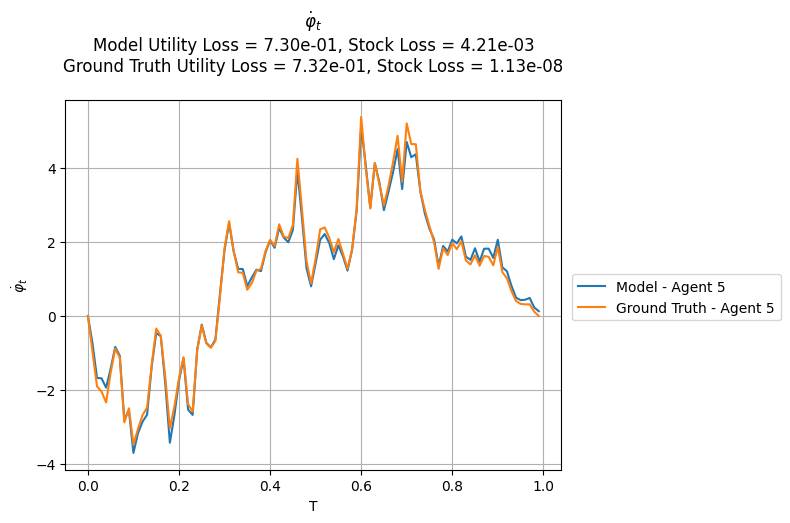 φ̇ₜ
Model Utility Loss = 7.30e-01, Stock Loss = 4.21e-03
Ground Truth Utility Loss = 7.32e-01, Stock Loss = 1.13e-08
φ̇ₜ
4
2
0
−2
−4
0.0 0.2 0.4 0.6 0.8 1.0
T
Model - Agent 5
Ground Truth - Agent 5